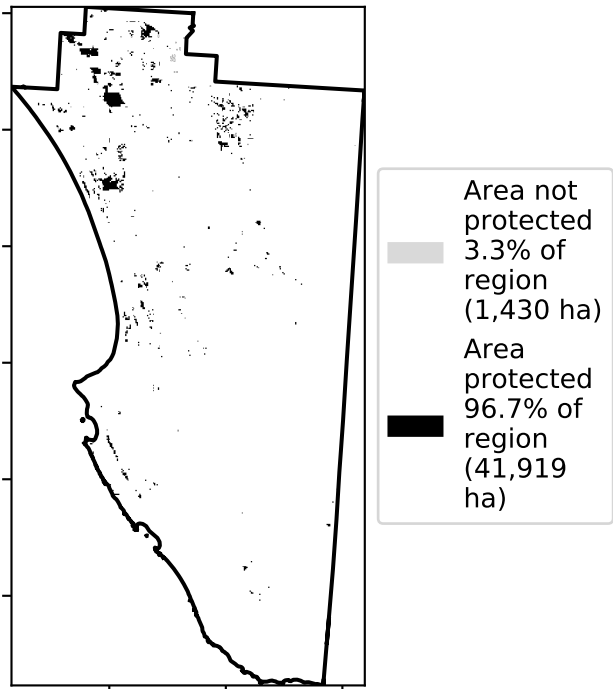 Area not
protected
3.3% of
region
(1,430 ha)
Area
protected
96.7% of
region
(41,919
ha)